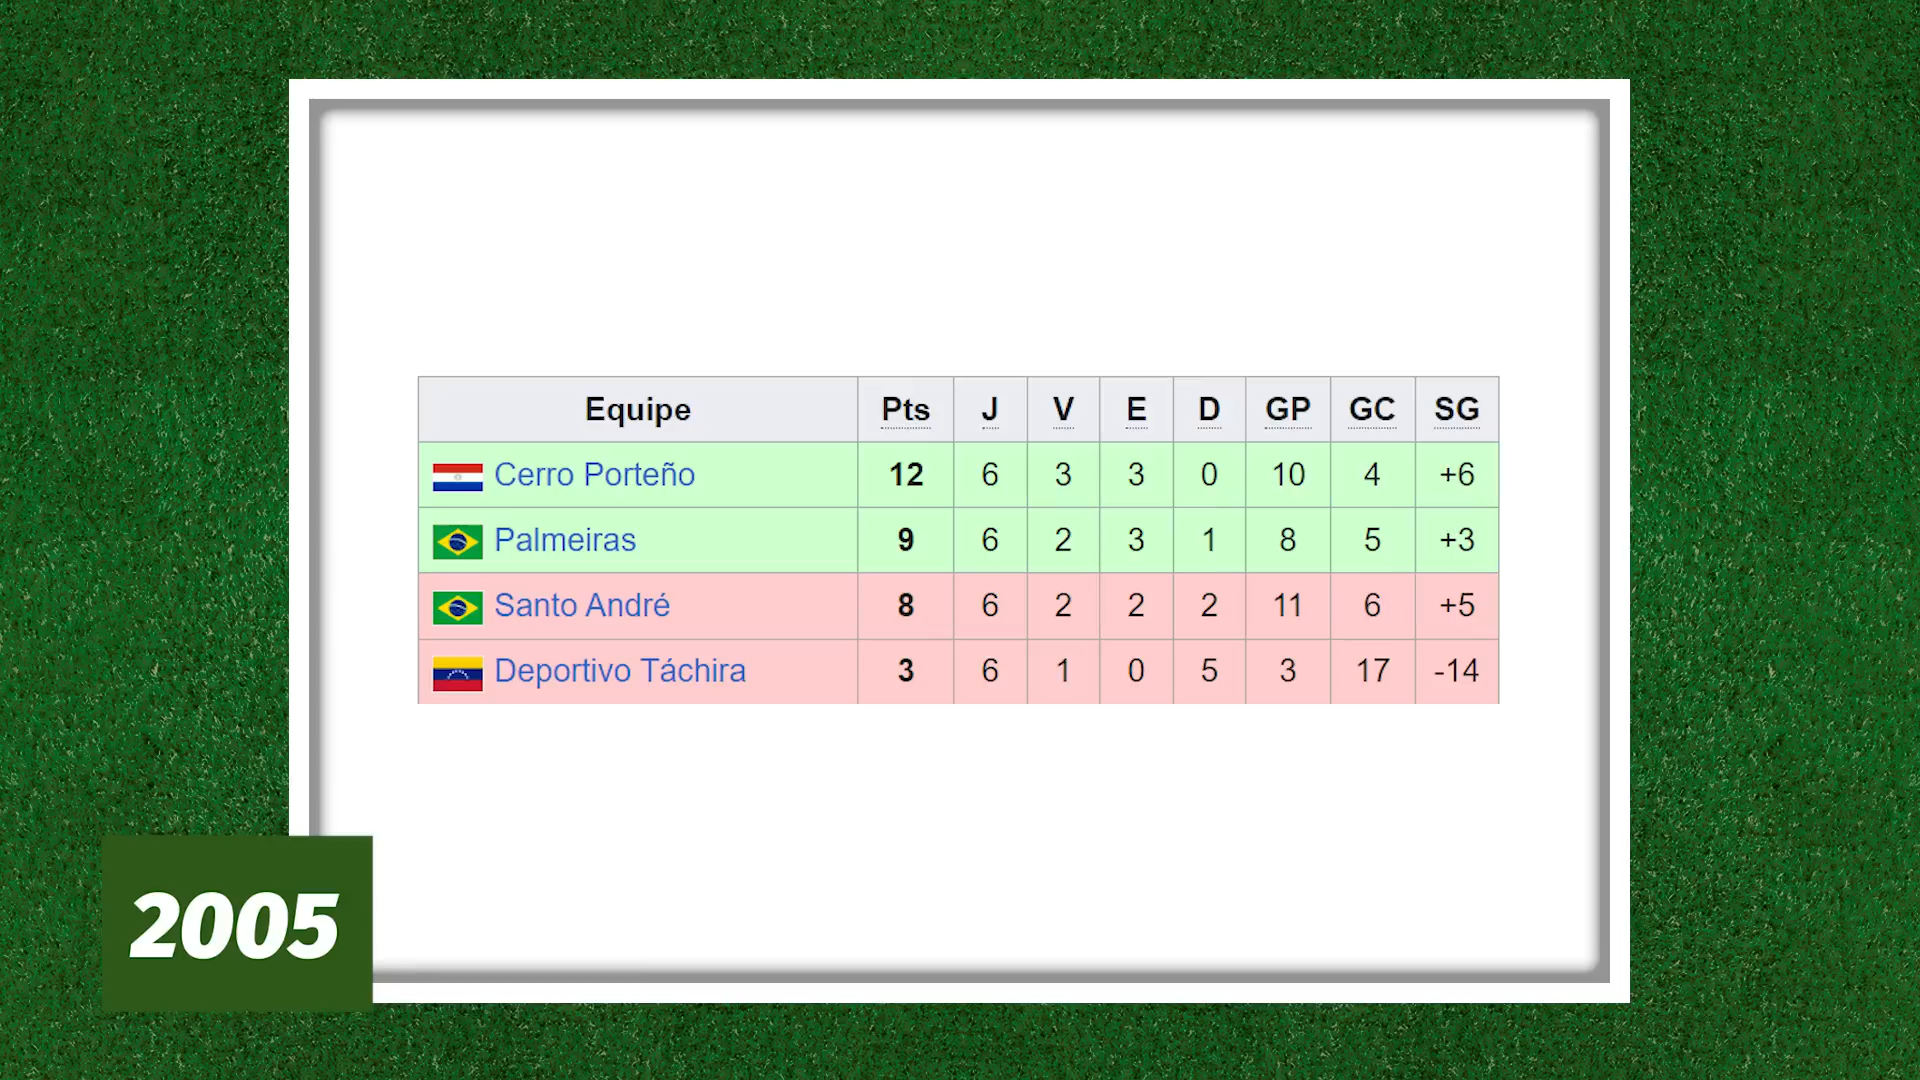 Equipe Pts J V E D GP GC SG
Cerro Porteño 12 6 3 3 0 10 4 +6
Palmeiras 9 6 2 3 1 8 5 +3
Santo André 8 6 2 2 2 11 6 +5
Deportivo Táchira 3 6 1 0 5 3 17 -14
2005